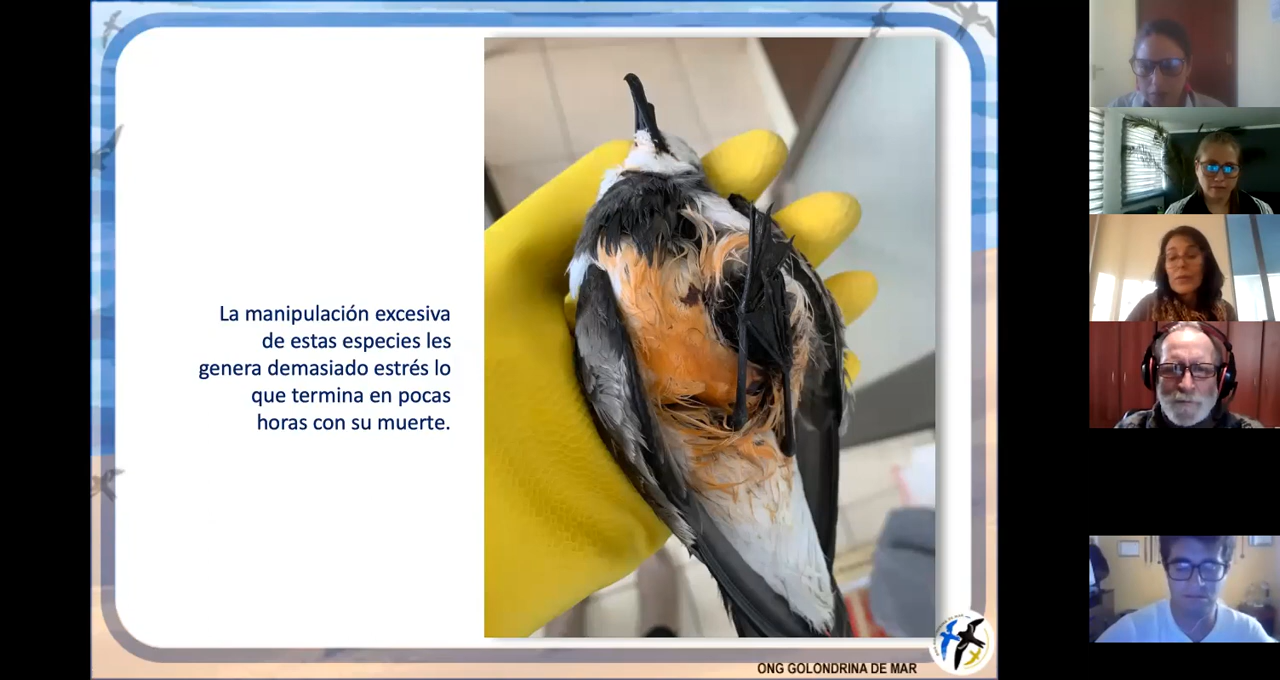 La manipulación excesiva
de estas especies les
genera demasiado estrés lo
que termina en pocas
horas con su muerte.
ONG GOLONDRINA DE MAR